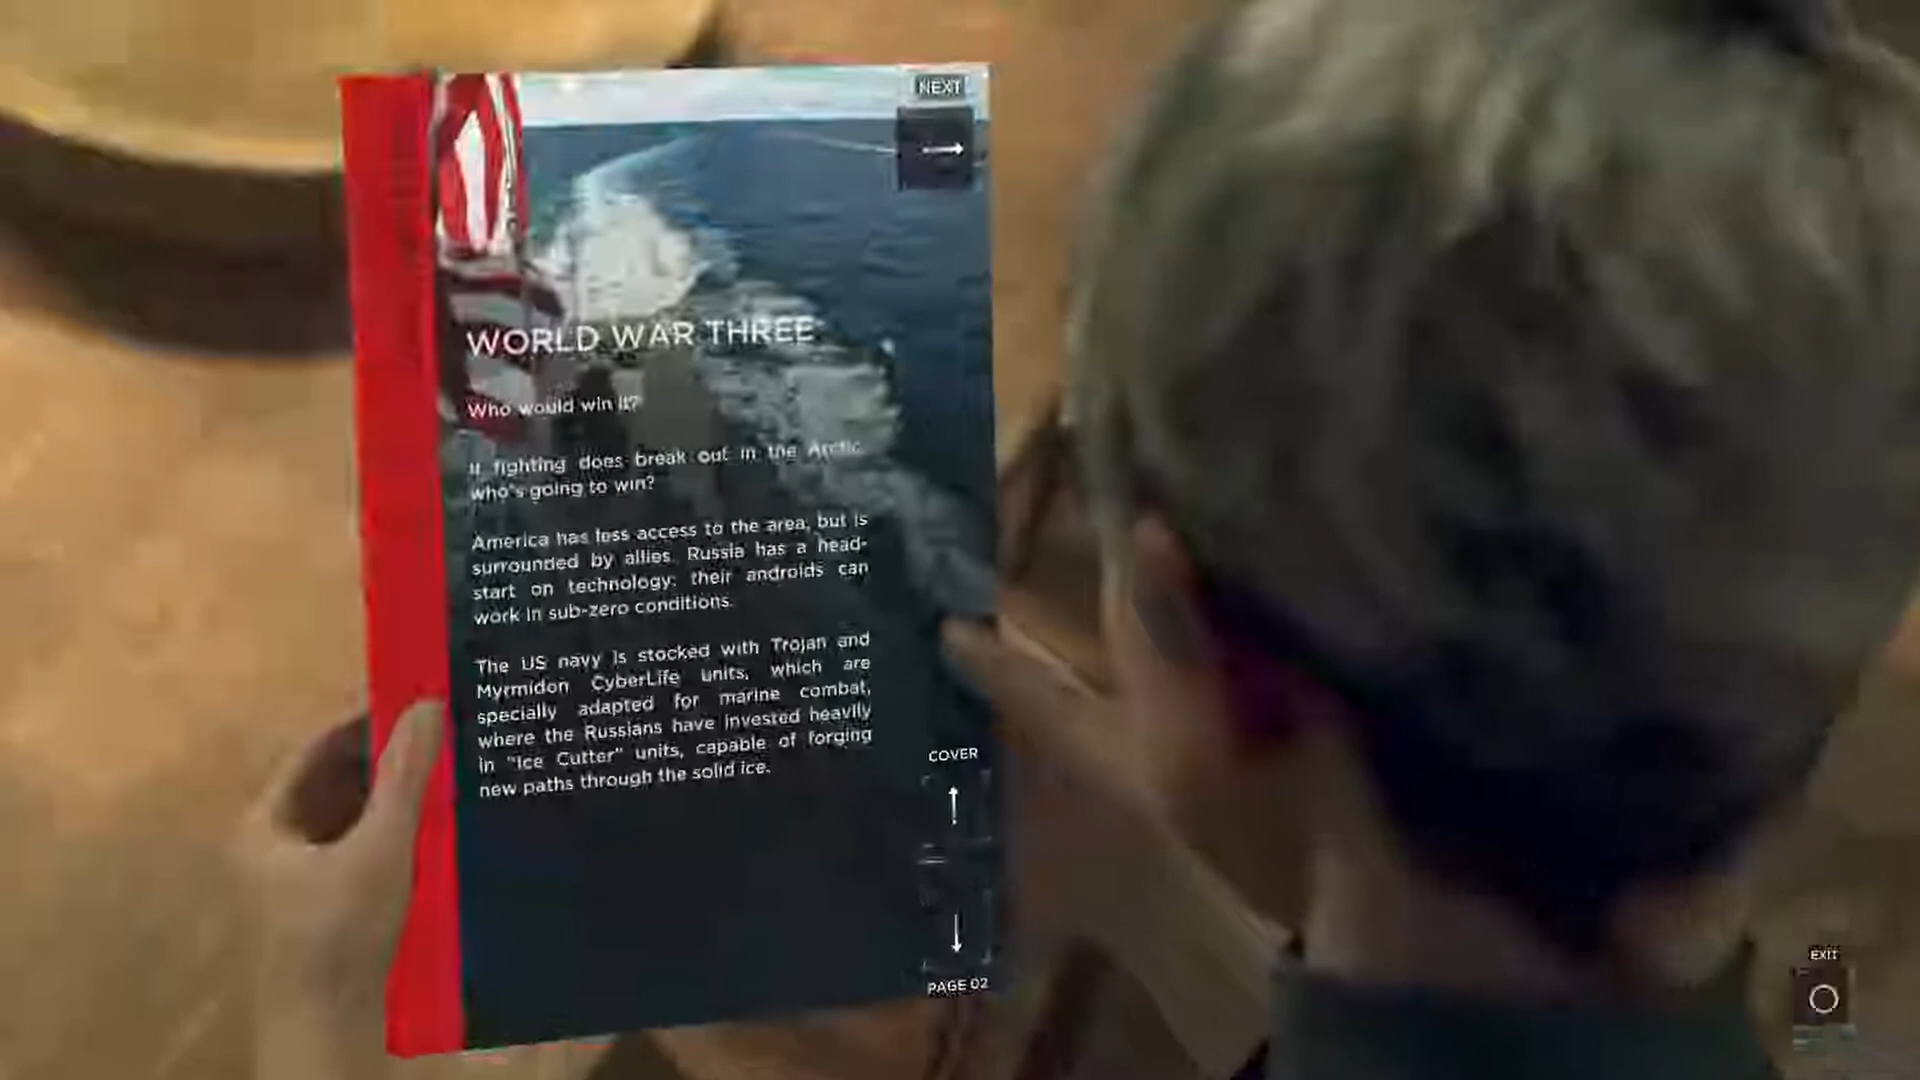 NEXT
WORLD WAR THREE
Who would win it?
If fighting does break out in the Arctic,
who's going to win?
America has less access to the area, but is
surrounded by allies. Russia has a head-
start on technology: their androids can
work in sub-zero conditions.
The US navy is stocked with Trojan and
Myrmidon CyberLife units, which are
specially adapted for marine combat,
where the Russians have invested heavily
in "Ice Cutter" units, capable of forging
new paths through the solid ice.
COVER
PAGE 02
EXIT